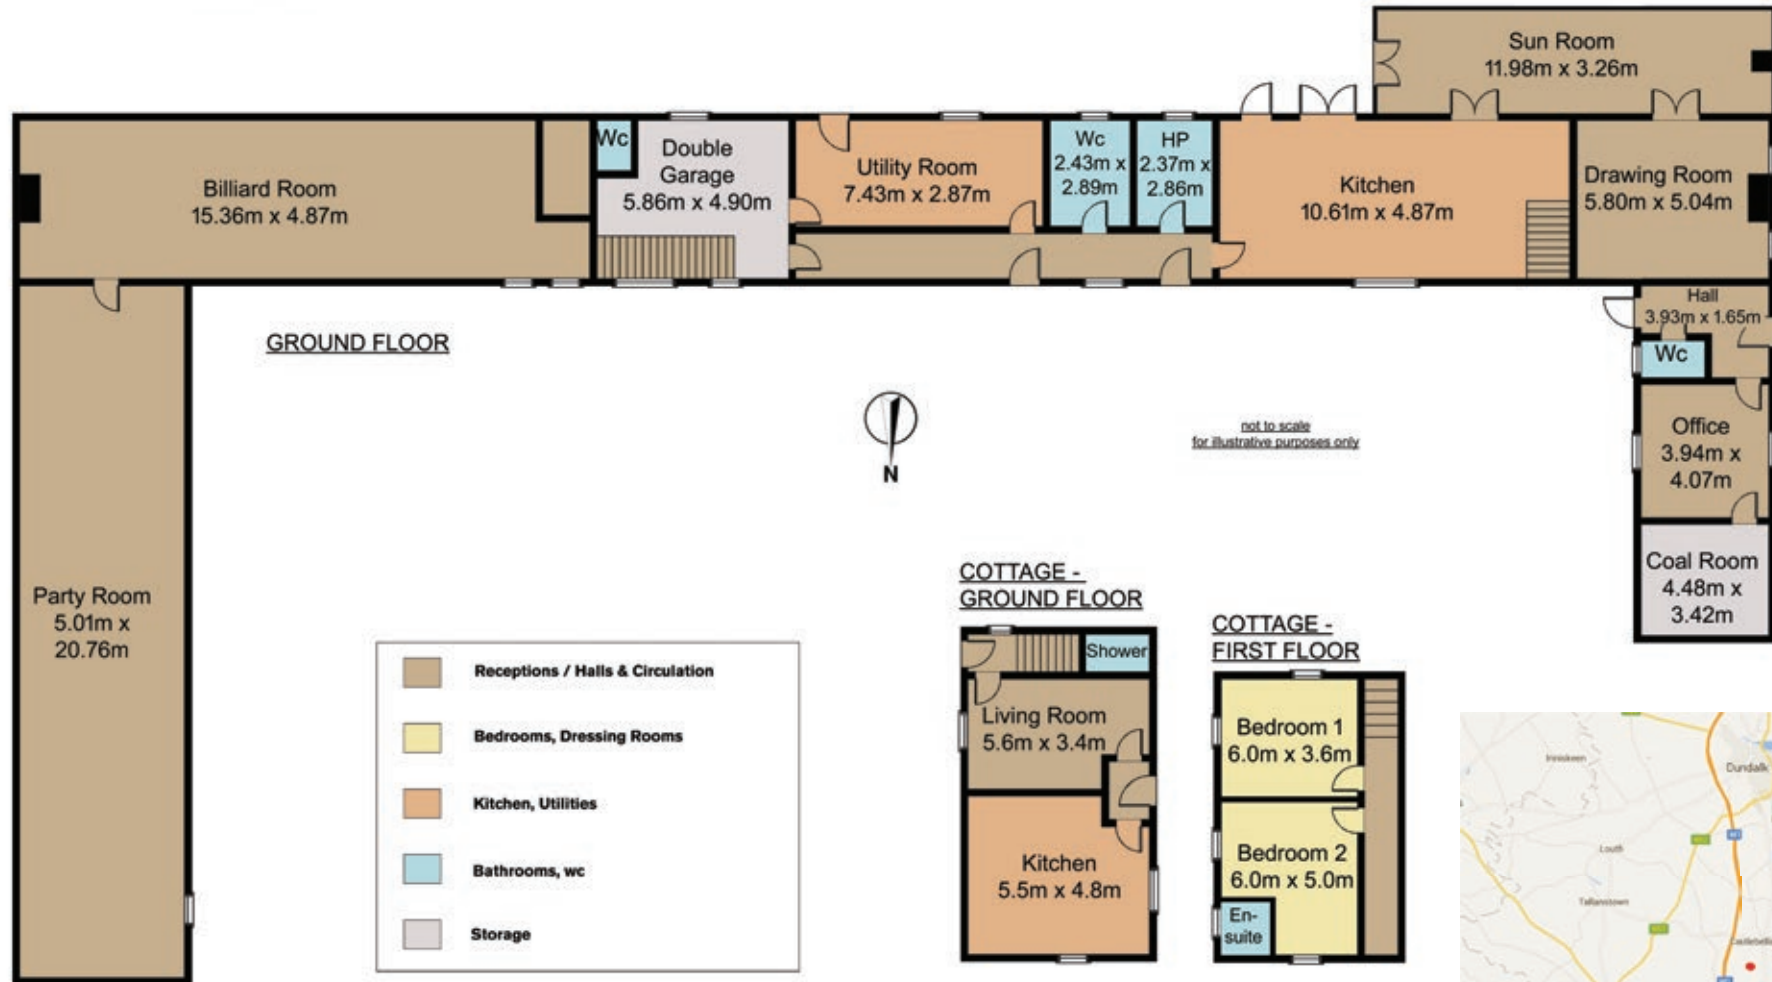 Sun Room
11.98m x 3.26m
Billiard Room
15.36m x 4.87m
Wc
Double
Garage
5.86m x 4.90m
Utility Room
7.43m x 2.87m
Wc
2.43m x
2.89m
HP
2.37m x
2.86m
Kitchen
10.61m x 4.87m
Drawing Room
5.80m x 5.04m
Hall
3.93m x 1.65m
Wc
Office
3.94m x
4.07m
Coal Room
4.48m x
3.42m
GROUND FLOOR
N
not to scale
for illustrative purposes only
Party Room
5.01m x
20.76m
Receptions / Halls & Circulation
Bedrooms, Dressing Rooms
Kitchen, Utilities
Bathrooms, wc
Storage
COTTAGE -
GROUND FLOOR
Shower
Living Room
5.6m x 3.4m
Kitchen
5.5m x 4.8m
COTTAGE -
FIRST FLOOR
Bedroom 1
6.0m x 3.6m
Bedroom 2
6.0m x 5.0m
En-
suite
Inniskeen
Dundalk
Louth
Tallanstown